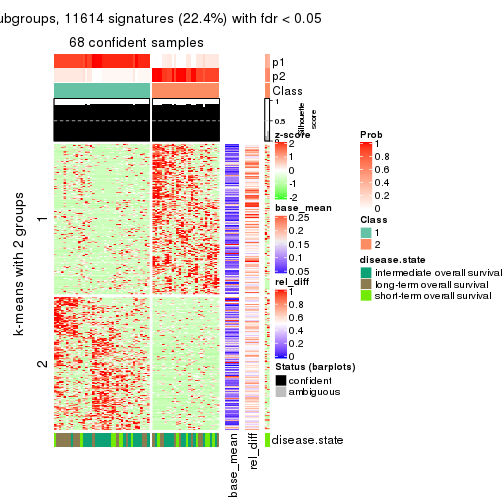 ubgroups, 11614 signatures (22.4%) with fdr < 0.05
68 confident samples
p1
p2
Class
1
0.5
0
Silhouette
score
k-means with 2 groups
1
2
z-score
2
1
0
-1
-2
base_mean
0.25
0.2
0.15
0.1
0.05
rel_diff
1
0.8
0.6
0.4
0.2
0
Status (barplots)
confident
ambiguous
Prob
1
0.8
0.6
0.4
0.2
0
Class
1
2
disease.state
intermediate overall survival
long-term overall survival
short-term overall survival
disease.state
base_mean
rel_diff